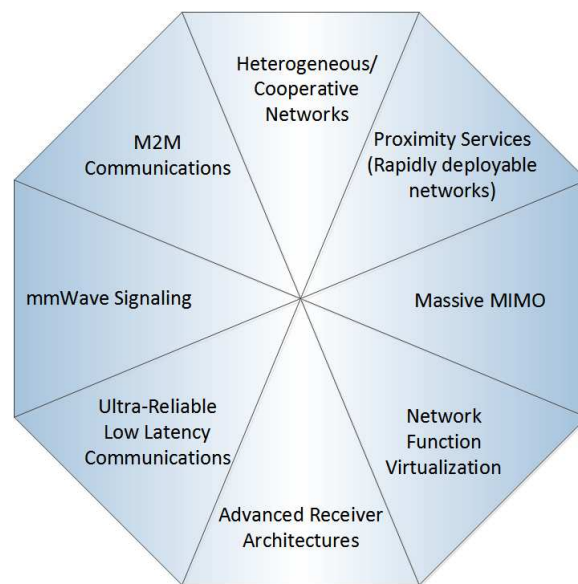 Heterogeneous/
Cooperative
Networks
Proximity Services
(Rapidly deployable
networks)
Massive MIMO
Network
Function
Virtualization
Advanced Receiver
Architectures
Ultra-Reliable
Low Latency
Communications
mmWave Signaling
M2M
Communications